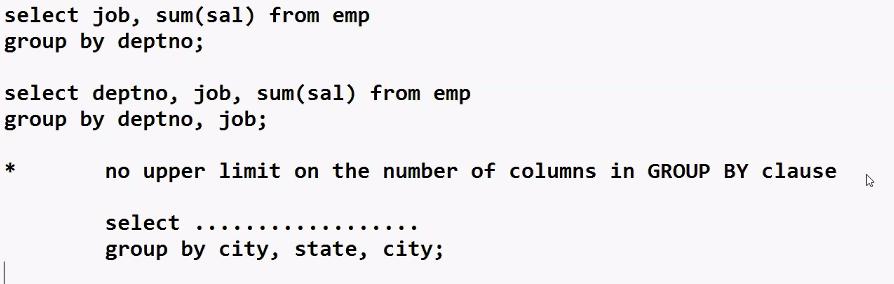 select job, sum(sal) from emp
group by deptno;
select deptno, job, sum(sal) from emp
group by deptno, job;
* no upper limit on the number of columns in GROUP BY clause
select ..................
group by city, state, city;